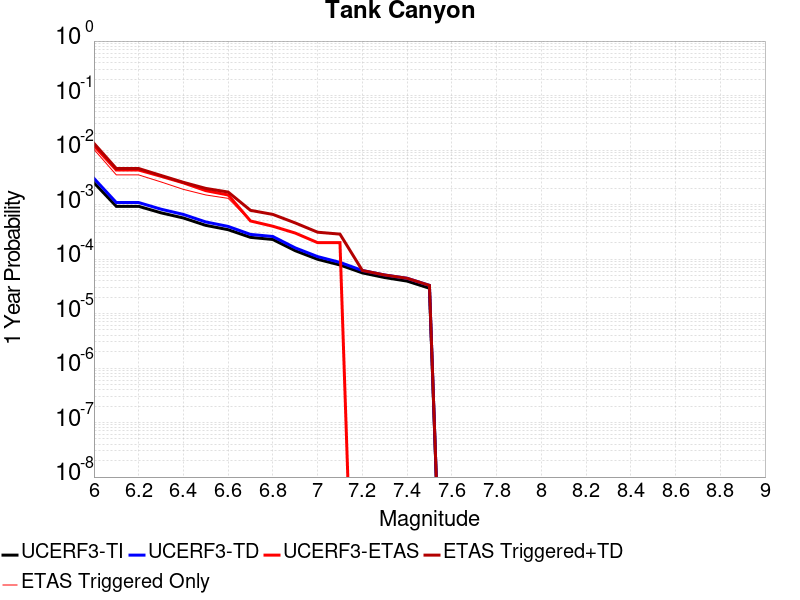 Tank Canyon
10^0
10^-1
10^-2
10^-3
10^-4
10^-5
10^-6
10^-7
10^-8
1 Year Probability
6 6.2 6.4 6.6 6.8 7 7.2 7.4 7.6 7.8 8 8.2 8.4 8.6 8.8 9
Magnitude
UCERF3-TI UCERF3-TD UCERF3-ETAS ETAS Triggered+TD
ETAS Triggered Only